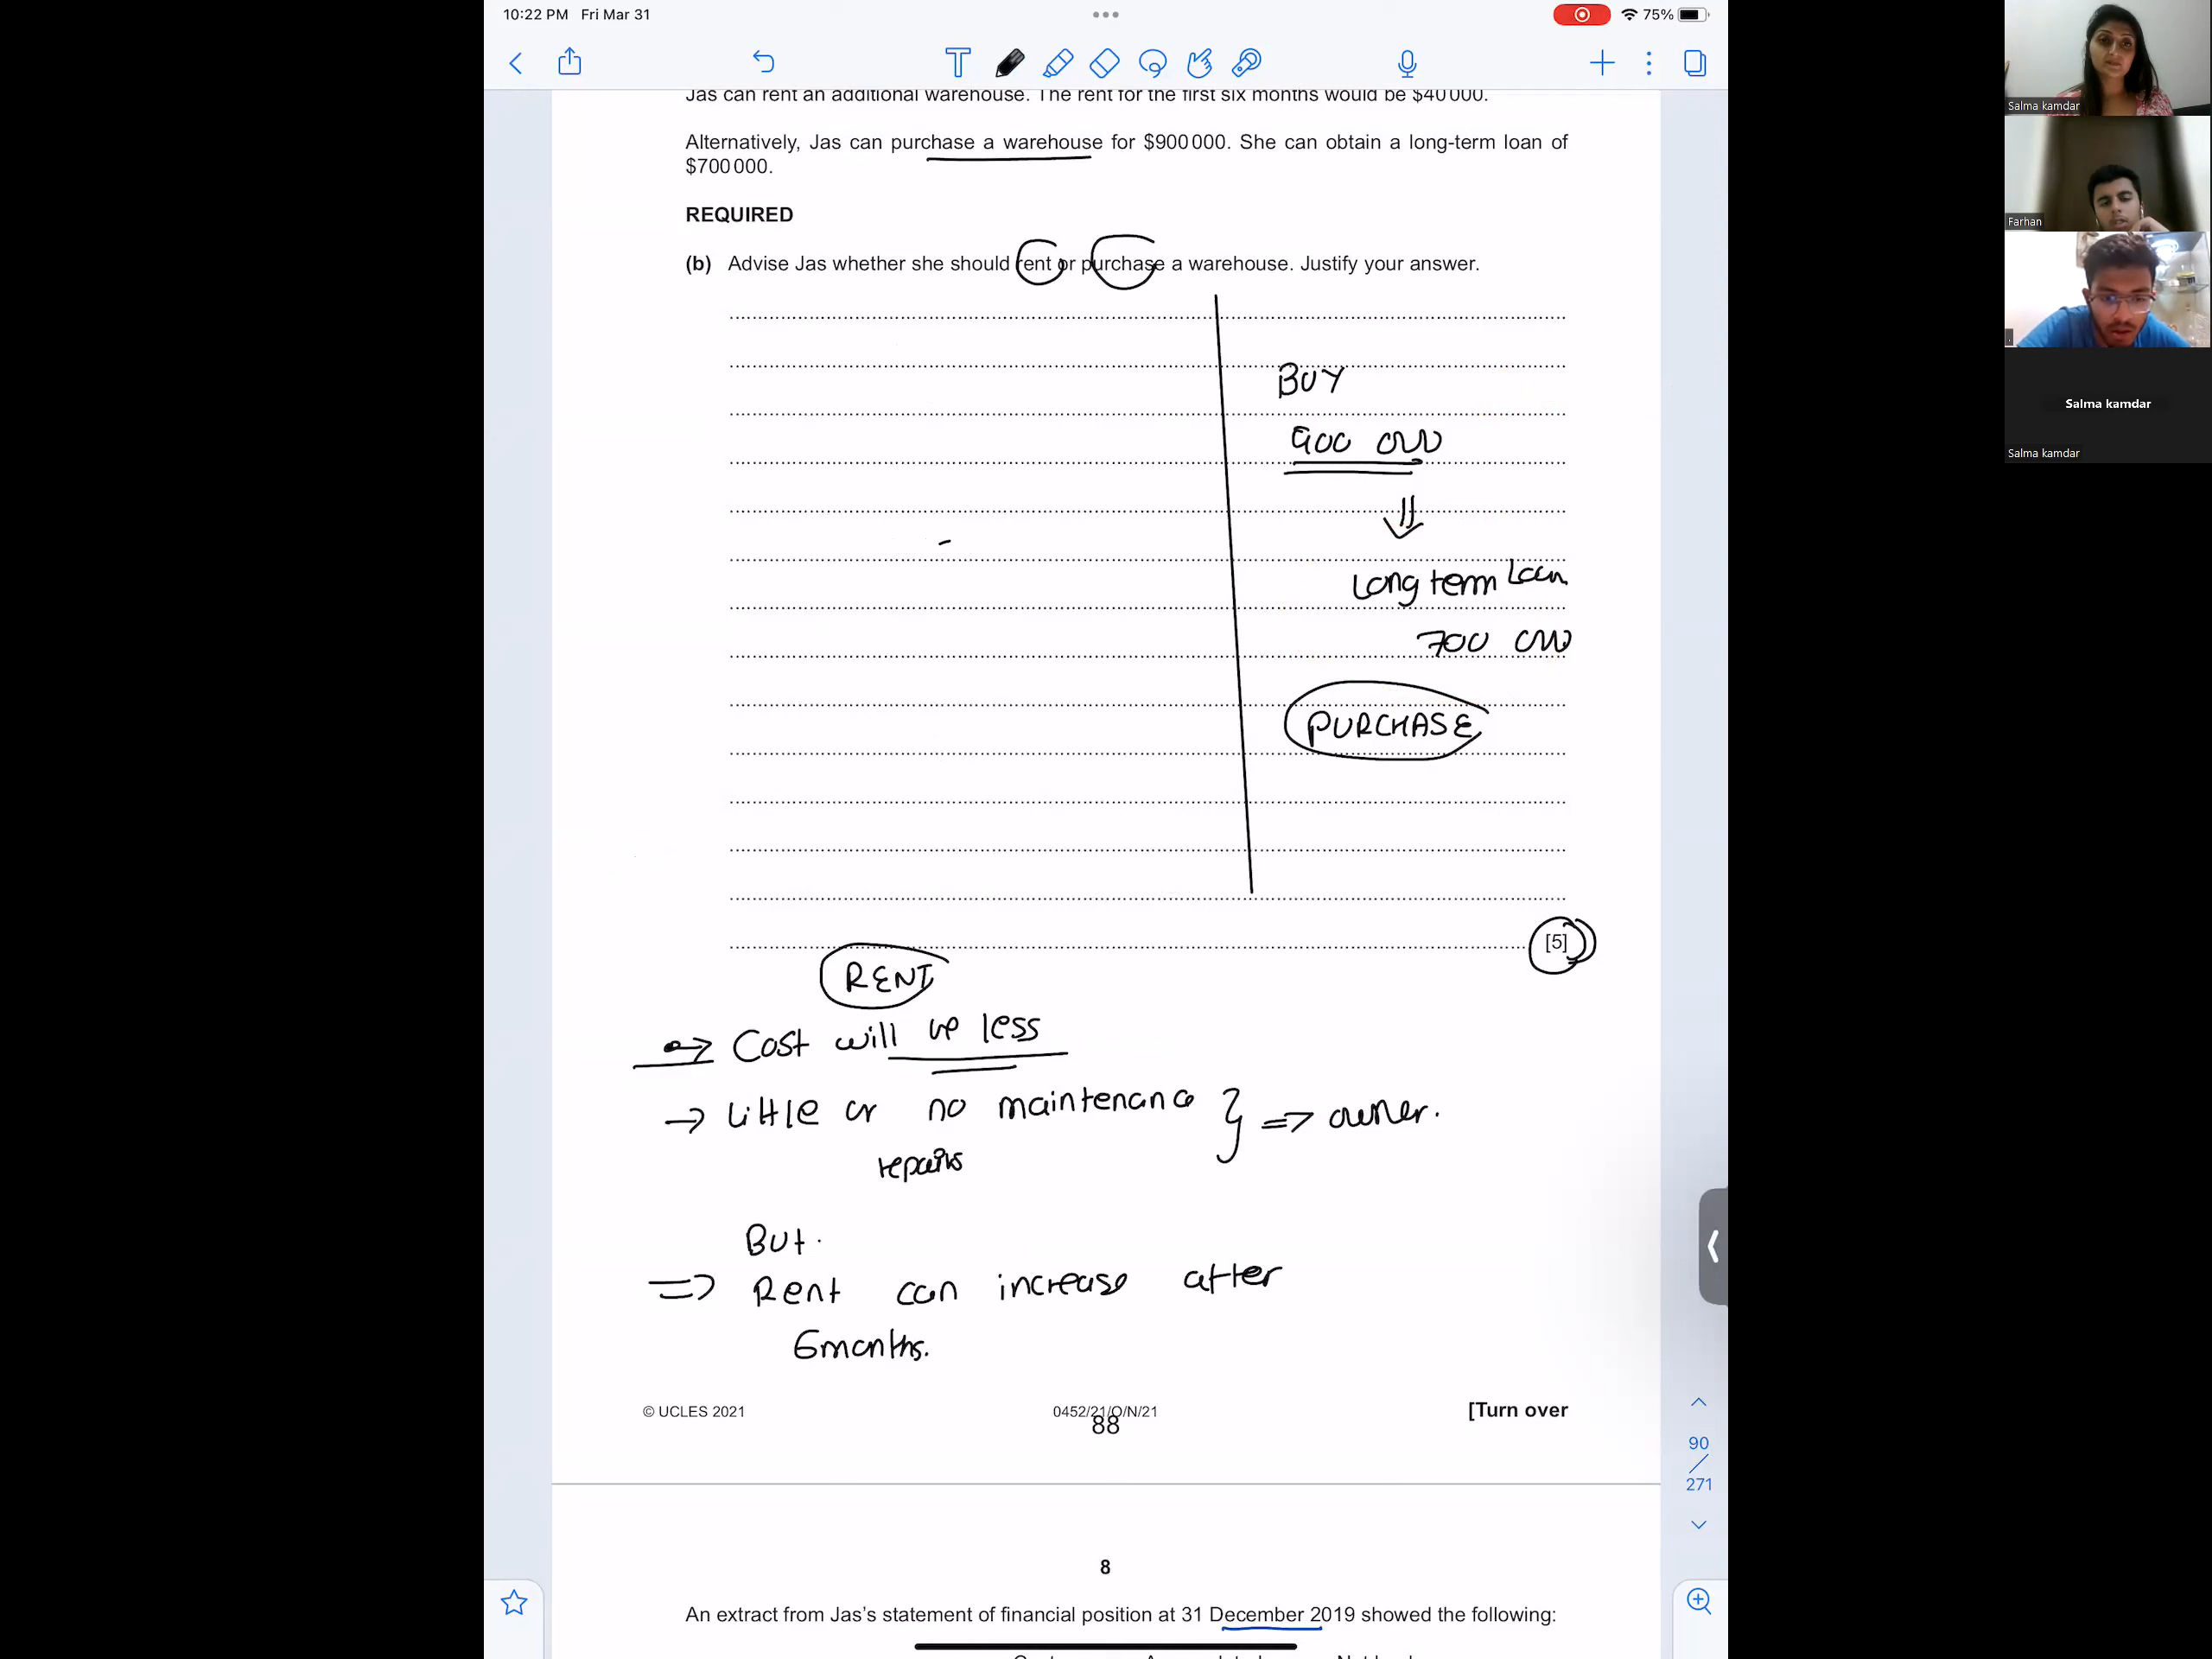 10:22 PM Fri Mar 31
75%
Jas can rent an additional warehouse. The rent for the first six months would be $40 000.
Alternatively, Jas can purchase a warehouse for $900 000. She can obtain a long-term loan of
$700 000.
REQUIRED
(b) Advise Jas whether she should rent or purchase a warehouse. Justify your answer.
BUY
900 000
Long term Loan
700 000
PURCHASE
[5]
RENT
Cost will be less
Little or no maintenance
repairs
owner.
But
Rent can increase after
6months.
© UCLES 2021
0452/21/O/N/21
[Turn over
88
90
271
8
An extract from Jas's statement of financial position at 31 December 2019 showed the following:
Salma kamdar
Farhan
Salma kamdar
Salma kamdar